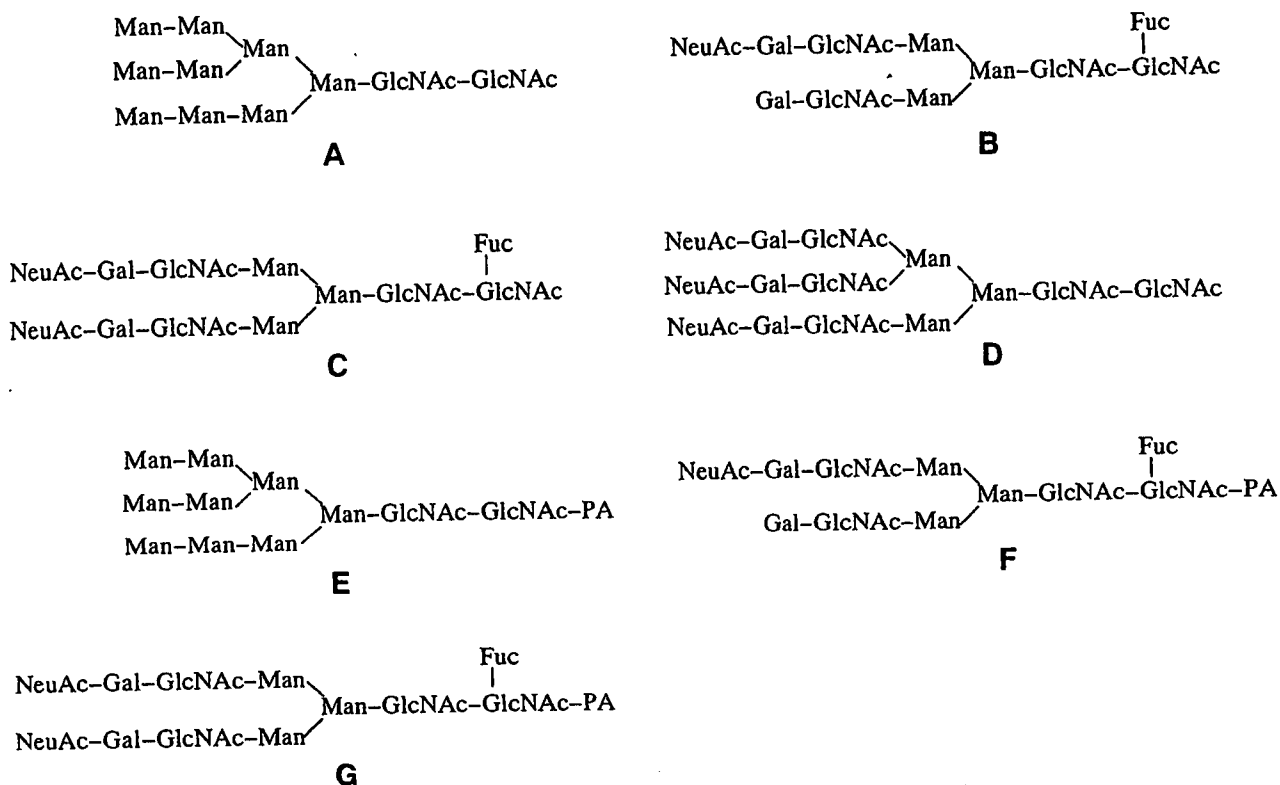 Man–Man
Man
Man–Man
Man–GlcNAc–GlcNAc
Man–Man–Man
A
Fuc
NeuAc–Gal–GlcNAc–Man
Man–GlcNAc–GlcNAc
Gal–GlcNAc–Man
B
Fuc
NeuAc–Gal–GlcNAc–Man
Man–GlcNAc–GlcNAc
NeuAc–Gal–GlcNAc–Man
C
NeuAc–Gal–GlcNAc
Man
NeuAc–Gal–GlcNAc
Man–GlcNAc–GlcNAc
NeuAc–Gal–GlcNAc–Man
D
Man–Man
Man
Man–Man
Man–GlcNAc–GlcNAc–PA
Man–Man–Man
E
Fuc
NeuAc–Gal–GlcNAc–Man
Man–GlcNAc–GlcNAc–PA
Gal–GlcNAc–Man
F
Fuc
NeuAc–Gal–GlcNAc–Man
Man–GlcNAc–GlcNAc–PA
NeuAc–Gal–GlcNAc–Man
G